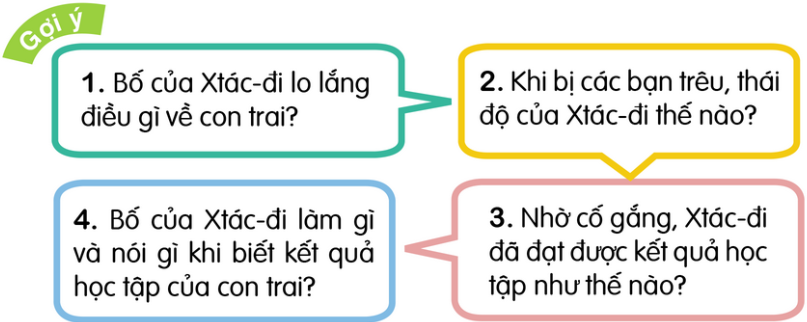 Gợi ý
1. Bố của Xtác-đi lo lắng
điều gì về con trai?
2. Khi bị các bạn trêu, thái
độ của Xtác-đi thế nào?
3. Nhờ cố gắng, Xtác-đi
đã đạt được kết quả học
tập như thế nào?
4. Bố của Xtác-đi làm gì
và nói gì khi biết kết quả
học tập của con trai?